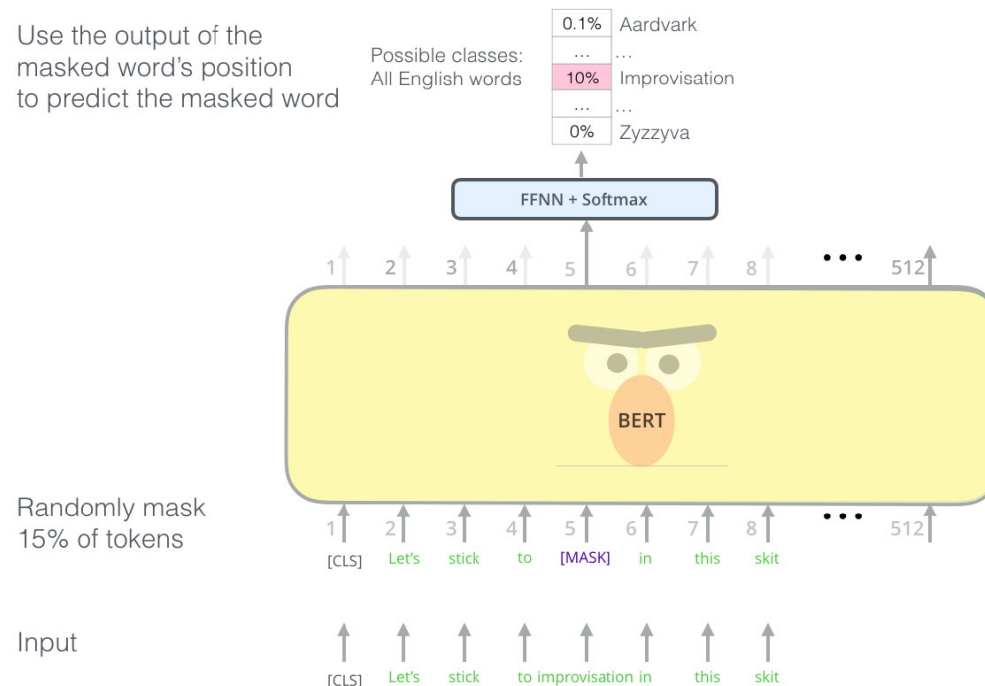 Use the output of the
masked word's position
to predict the masked word
Possible classes:
All English words
0.1% Aardvark
... ...
10% Improvisation
... ...
0% Zyzzyva
FFNN + Softmax
1 2 3 4 5 6 7 8 ••• 512
BERT
Randomly mask
15% of tokens
1 2 3 4 5 6 7 8 ••• 512
[CLS] Let's stick to [MASK] in this skit
Input
[CLS] Let's stick to improvisation in this skit